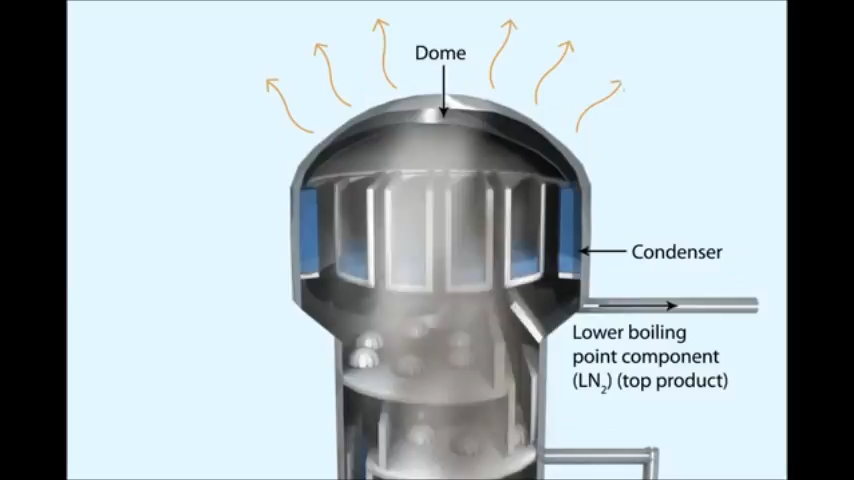 Dome
Condenser
Lower boiling
point component
(LN₂) (top product)